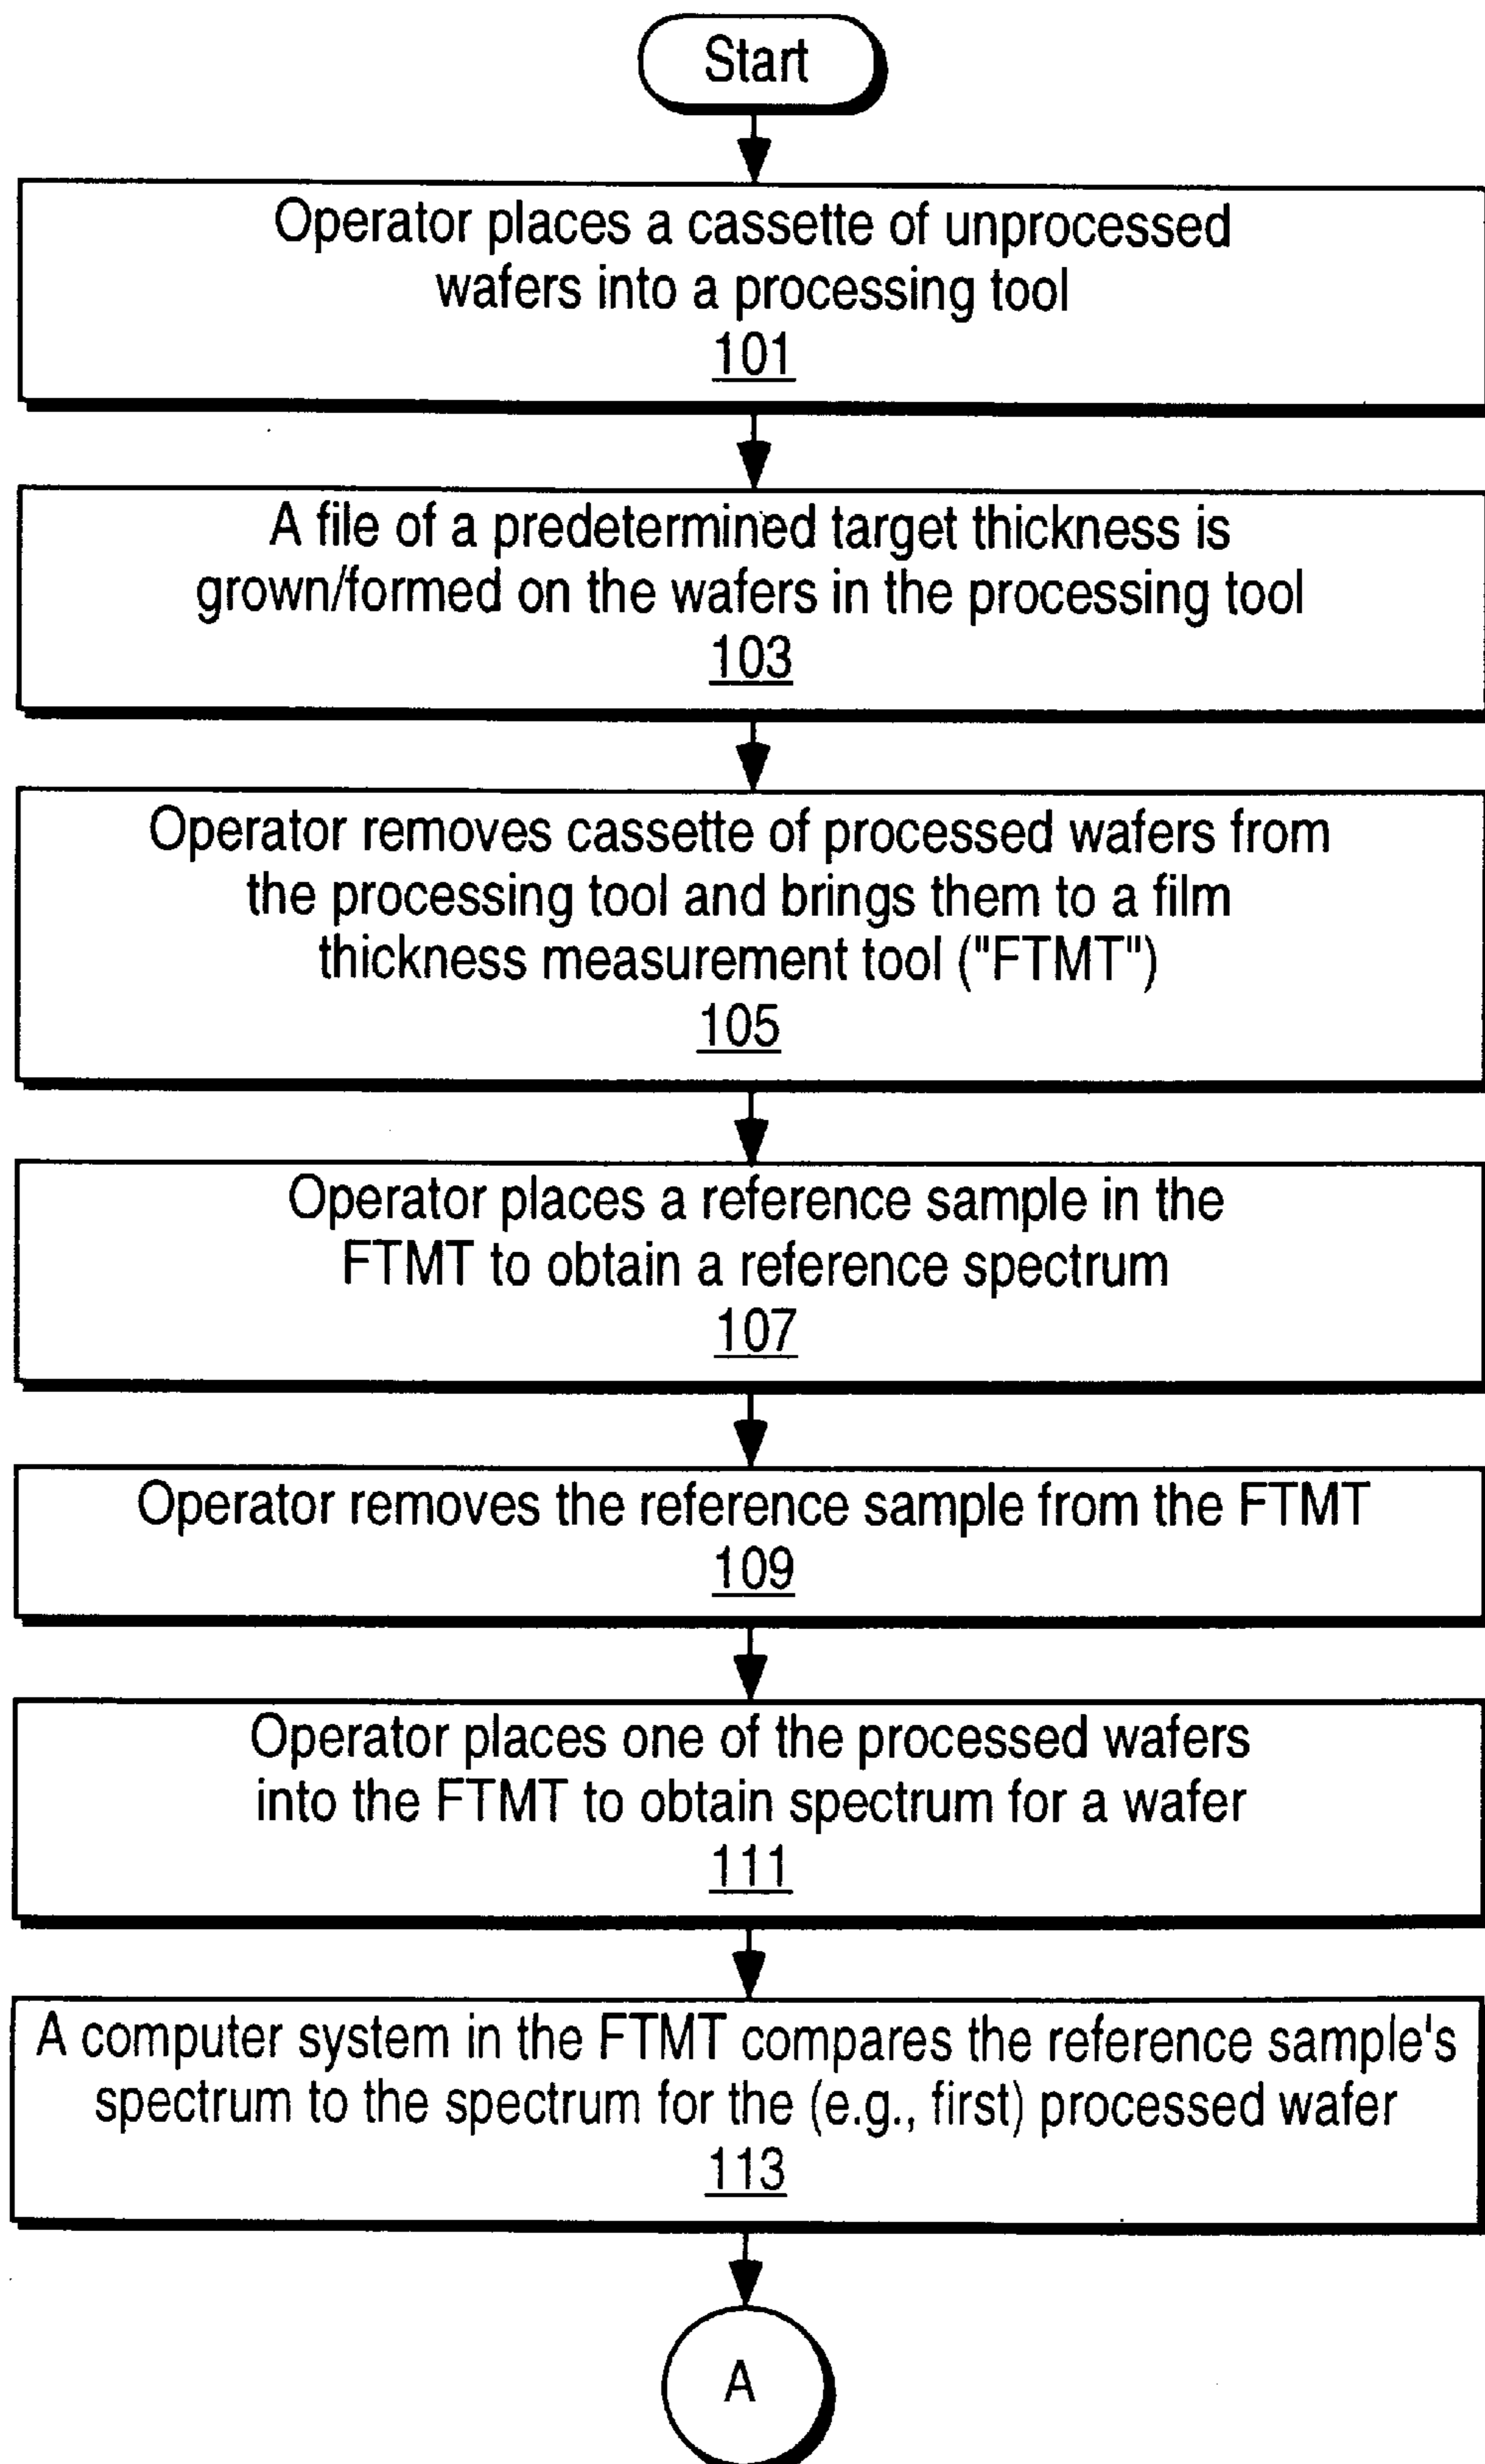 Start
Operator places a cassette of unprocessed
wafers into a processing tool
101
A file of a predetermined target thickness is
grown/formed on the wafers in the processing tool
103
Operator removes cassette of processed wafers from
the processing tool and brings them to a film
thickness measurement tool ("FTMT")
105
Operator places a reference sample in the
FTMT to obtain a reference spectrum
107
Operator removes the reference sample from the FTMT
109
Operator places one of the processed wafers
into the FTMT to obtain spectrum for a wafer
111
A computer system in the FTMT compares the reference sample's
spectrum to the spectrum for the (e.g., first) processed wafer
113
A